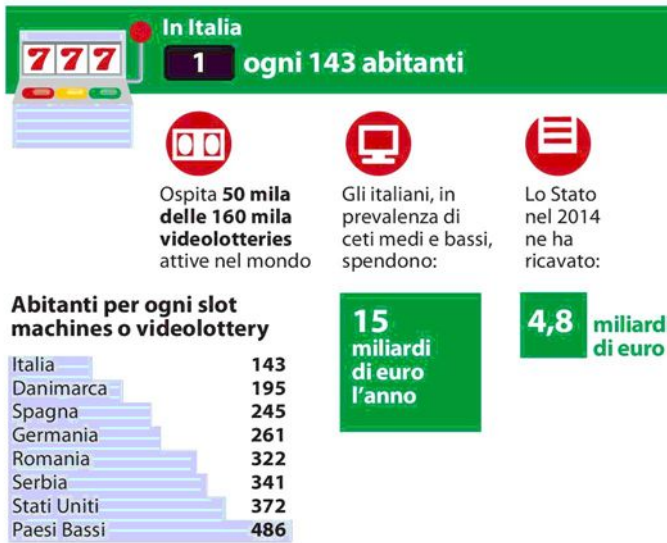 In Italia
777
1 ogni 143 abitanti
Ospita 50 mila
delle 160 mila
videolotteries
attive nel mondo
Gli italiani, in
prevalenza di
ceti medi e bassi,
spendono:
15
miliardi
di euro
l'anno
Lo Stato
nel 2014
ne ha
ricavato:
4,8 miliardi
di euro
Abitanti per ogni slot
machines o videolottery
Italia 143
Danimarca 195
Spagna 245
Germania 261
Romania 322
Serbia 341
Stati Uniti 372
Paesi Bassi 486